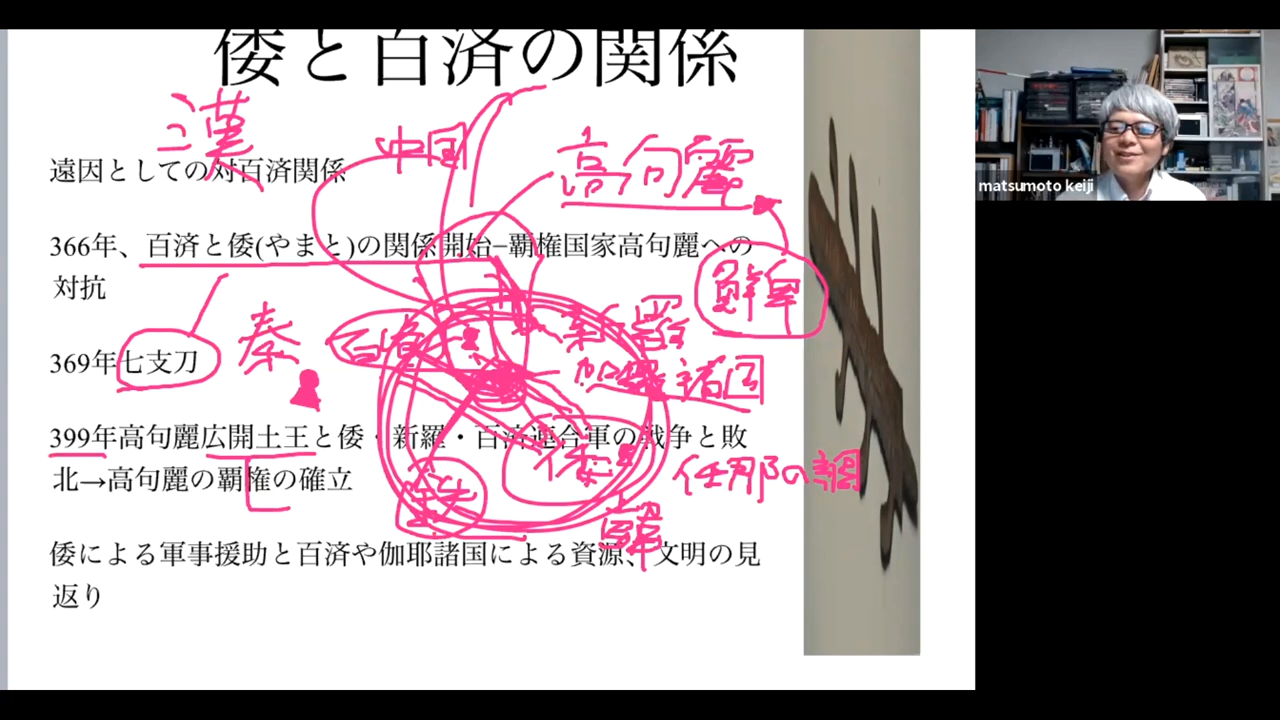 倭と百済の関係
漢
中国
高句麗
matsumoto keiji
遠因としての対百済関係
366年、百済と倭(やまと)の関係開始−覇権国家高句麗への
対抗
鮮卑
秦
百済
新羅
369年七支刀
加羅諸国
399年高句麗広開土王と倭・新羅・百済連合軍の戦争と敗
北→高句麗の覇権の確立
倭
任那の調
鉄
倭による軍事援助と百済や伽耶諸国による資源、文明の見
返り